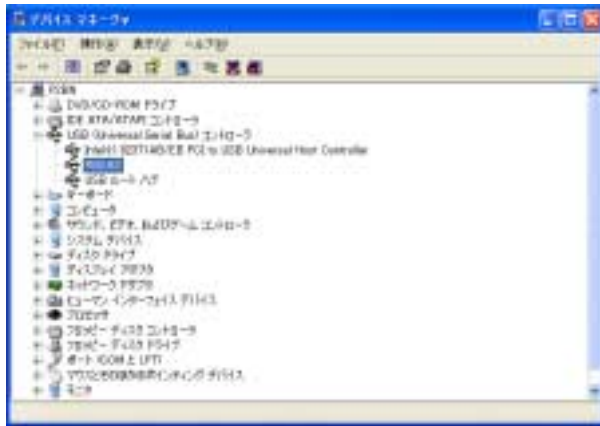 デバイス マネージャ
ファイル(F) 操作(A) 表示(V) ヘルプ(H)
DVD/CD-ROM ドライブ
IDE ATA/ATAPI コントローラ
USB (Universal Serial Bus) コントローラ
Intel(r) 82371AB/EB PCI to USB Universal Host Controller
USB ルート ハブ
キーボード
コンピュータ
サウンド、ビデオ、およびゲーム コントローラ
システム デバイス
ディスク ドライブ
ディスプレイ アダプタ
ネットワーク アダプタ
ヒューマン インターフェイス デバイス
プロセッサ
フロッピー ディスク コントローラ
フロッピー ディスク ドライブ
ポート (COM と LPT)
マウスとそのほかのポインティング デバイス
モニタ